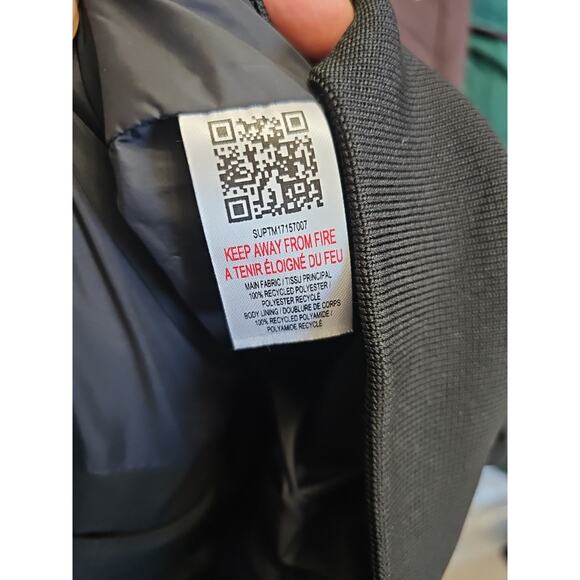 SUPTM17157007
KEEP AWAY FROM FIRE
A TENIR ÉLOIGNÉ DU FEU
MAIN FABRIC / TISSU PRINCIPAL
100% RECYCLED POLYESTER /
POLYESTER RECYCLÉ
BODY LINING / DOUBLURE DE CORPS
100% RECYCLED POLYAMIDE /
POLYAMIDE RECYCLÉ